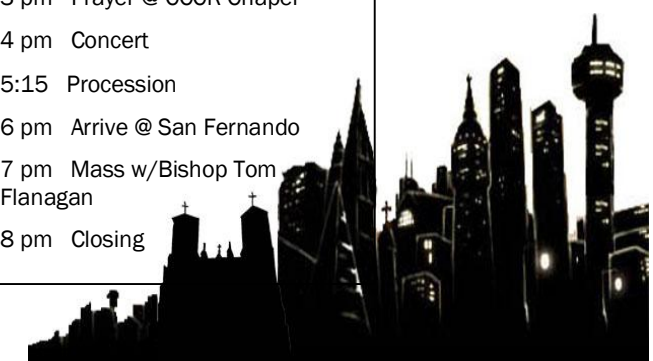 pm Prayer @ Chapel
4 pm Concert
5:15 Procession
6 pm Arrive @ San Fernando
7 pm Mass w/Bishop Tom
Flanagan
8 pm Closing